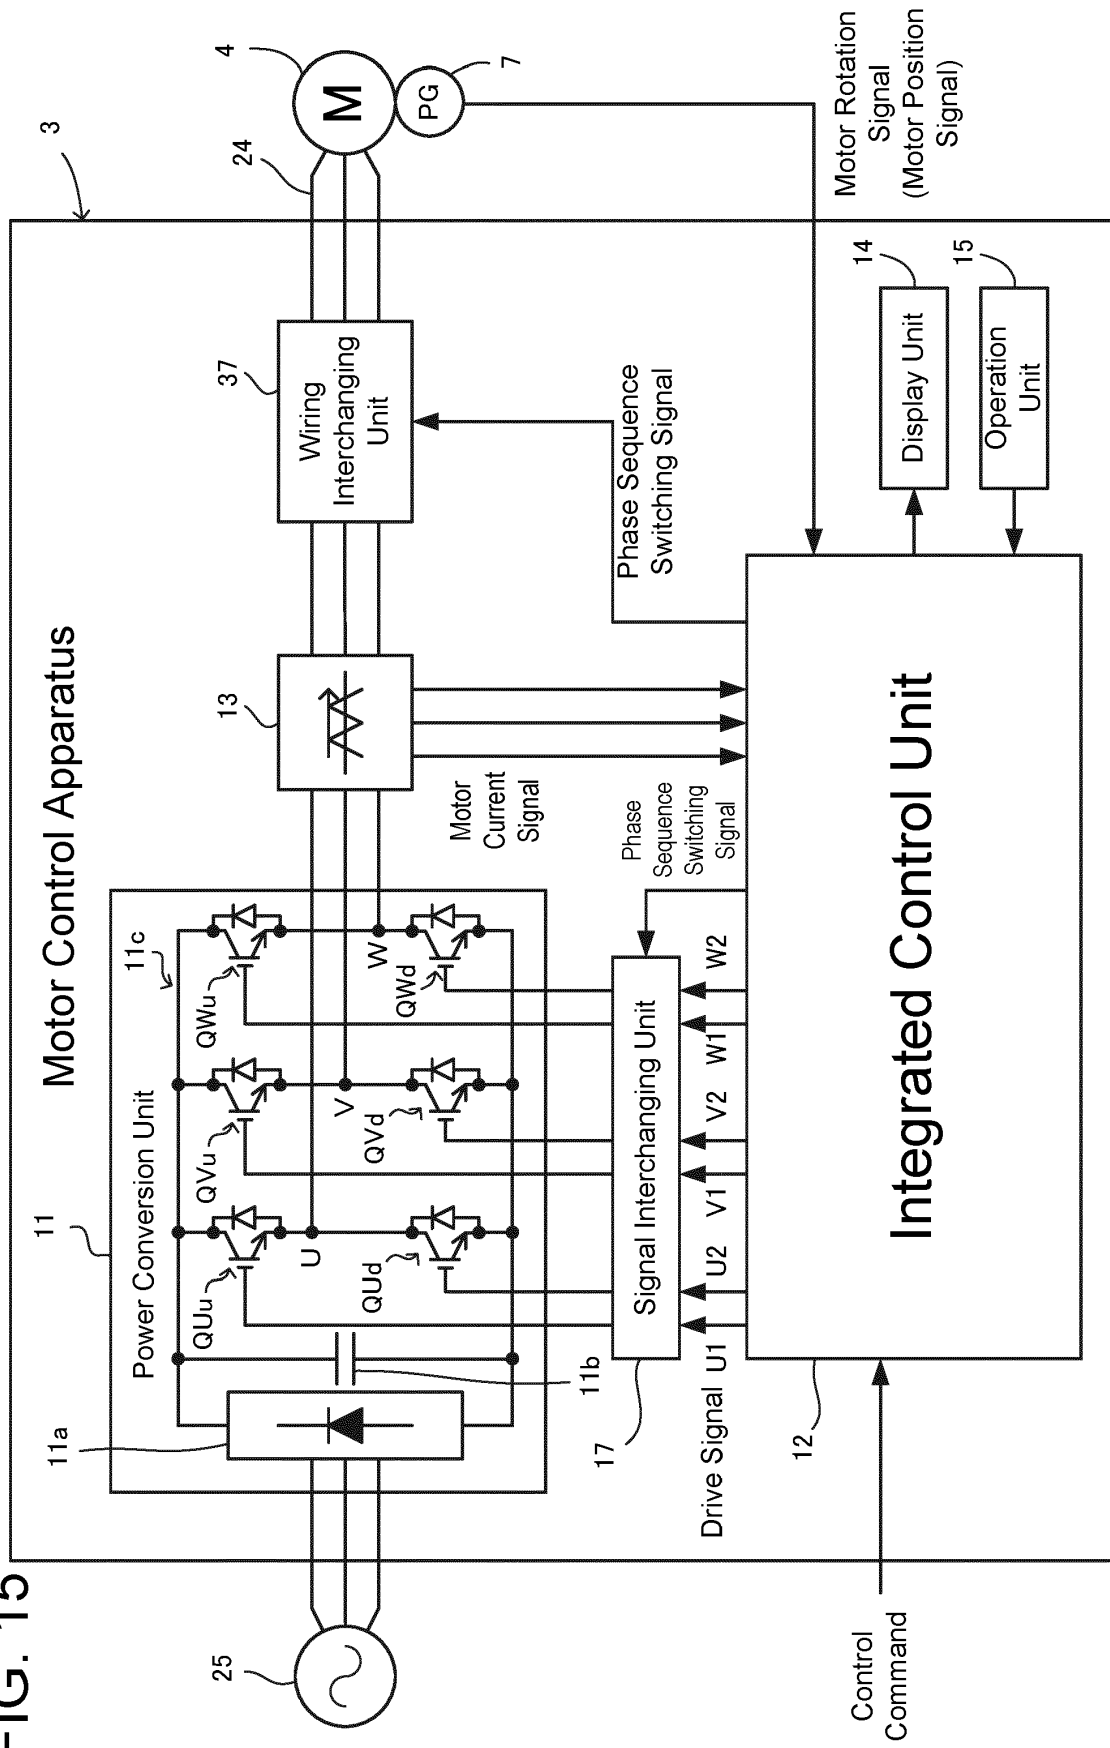 FIG. 15
Motor Control Apparatus
3
11
Power Conversion Unit
11a
11b
11c
QUu
QVu
QWu
U
V
W
QUd
QVd
QWd
25
13
Motor
Current
Signal
37
Wiring
Interchanging
Unit
24
4
M
PG
7
Phase Sequence
Switching Signal
Phase
Sequence
Switching
Signal
17
Signal Interchanging Unit
Drive Signal U1
U2
V1
V2
W1
W2
12
Integrated Control Unit
Control
Command
Motor Rotation
Signal
(Motor Position
Signal)
14
Display Unit
15
Operation
Unit